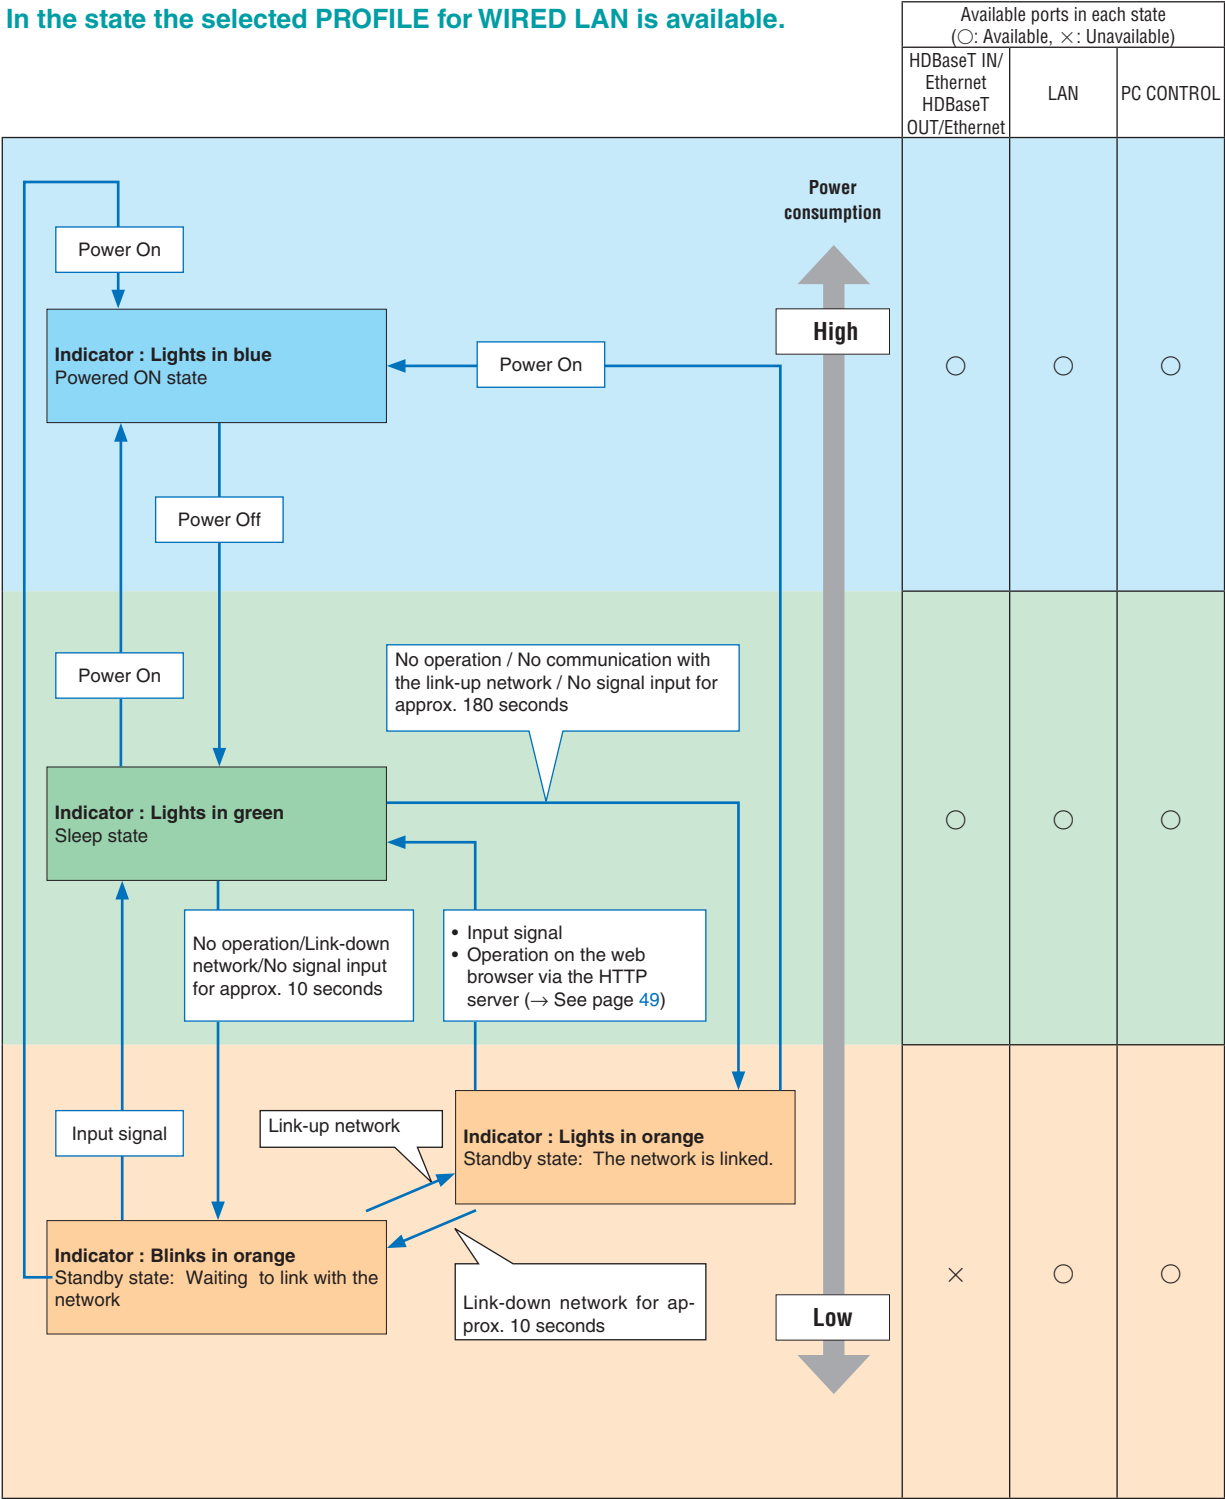 In the state the selected PROFILE for WIRED LAN is available.
Available ports in each state
(○: Available, ×: Unavailable)
HDBaseT IN/
Ethernet
HDBaseT
OUT/Ethernet
LAN
PC CONTROL
Power
consumption
Power On
High
Indicator : Lights in blue
Powered ON state
Power On
○
○
○
Power Off
Power On
No operation / No communication with
the link-up network / No signal input for
approx. 180 seconds
Indicator : Lights in green
Sleep state
○
○
○
No operation/Link-down
network/No signal input
for approx. 10 seconds
• Input signal
• Operation on the web
browser via the HTTP
server (→ See page 49)
Input signal
Link-up network
Indicator : Lights in orange
Standby state: The network is linked.
Indicator : Blinks in orange
Standby state: Waiting to link with the
network
×
○
○
Link-down network for ap-
prox. 10 seconds
Low